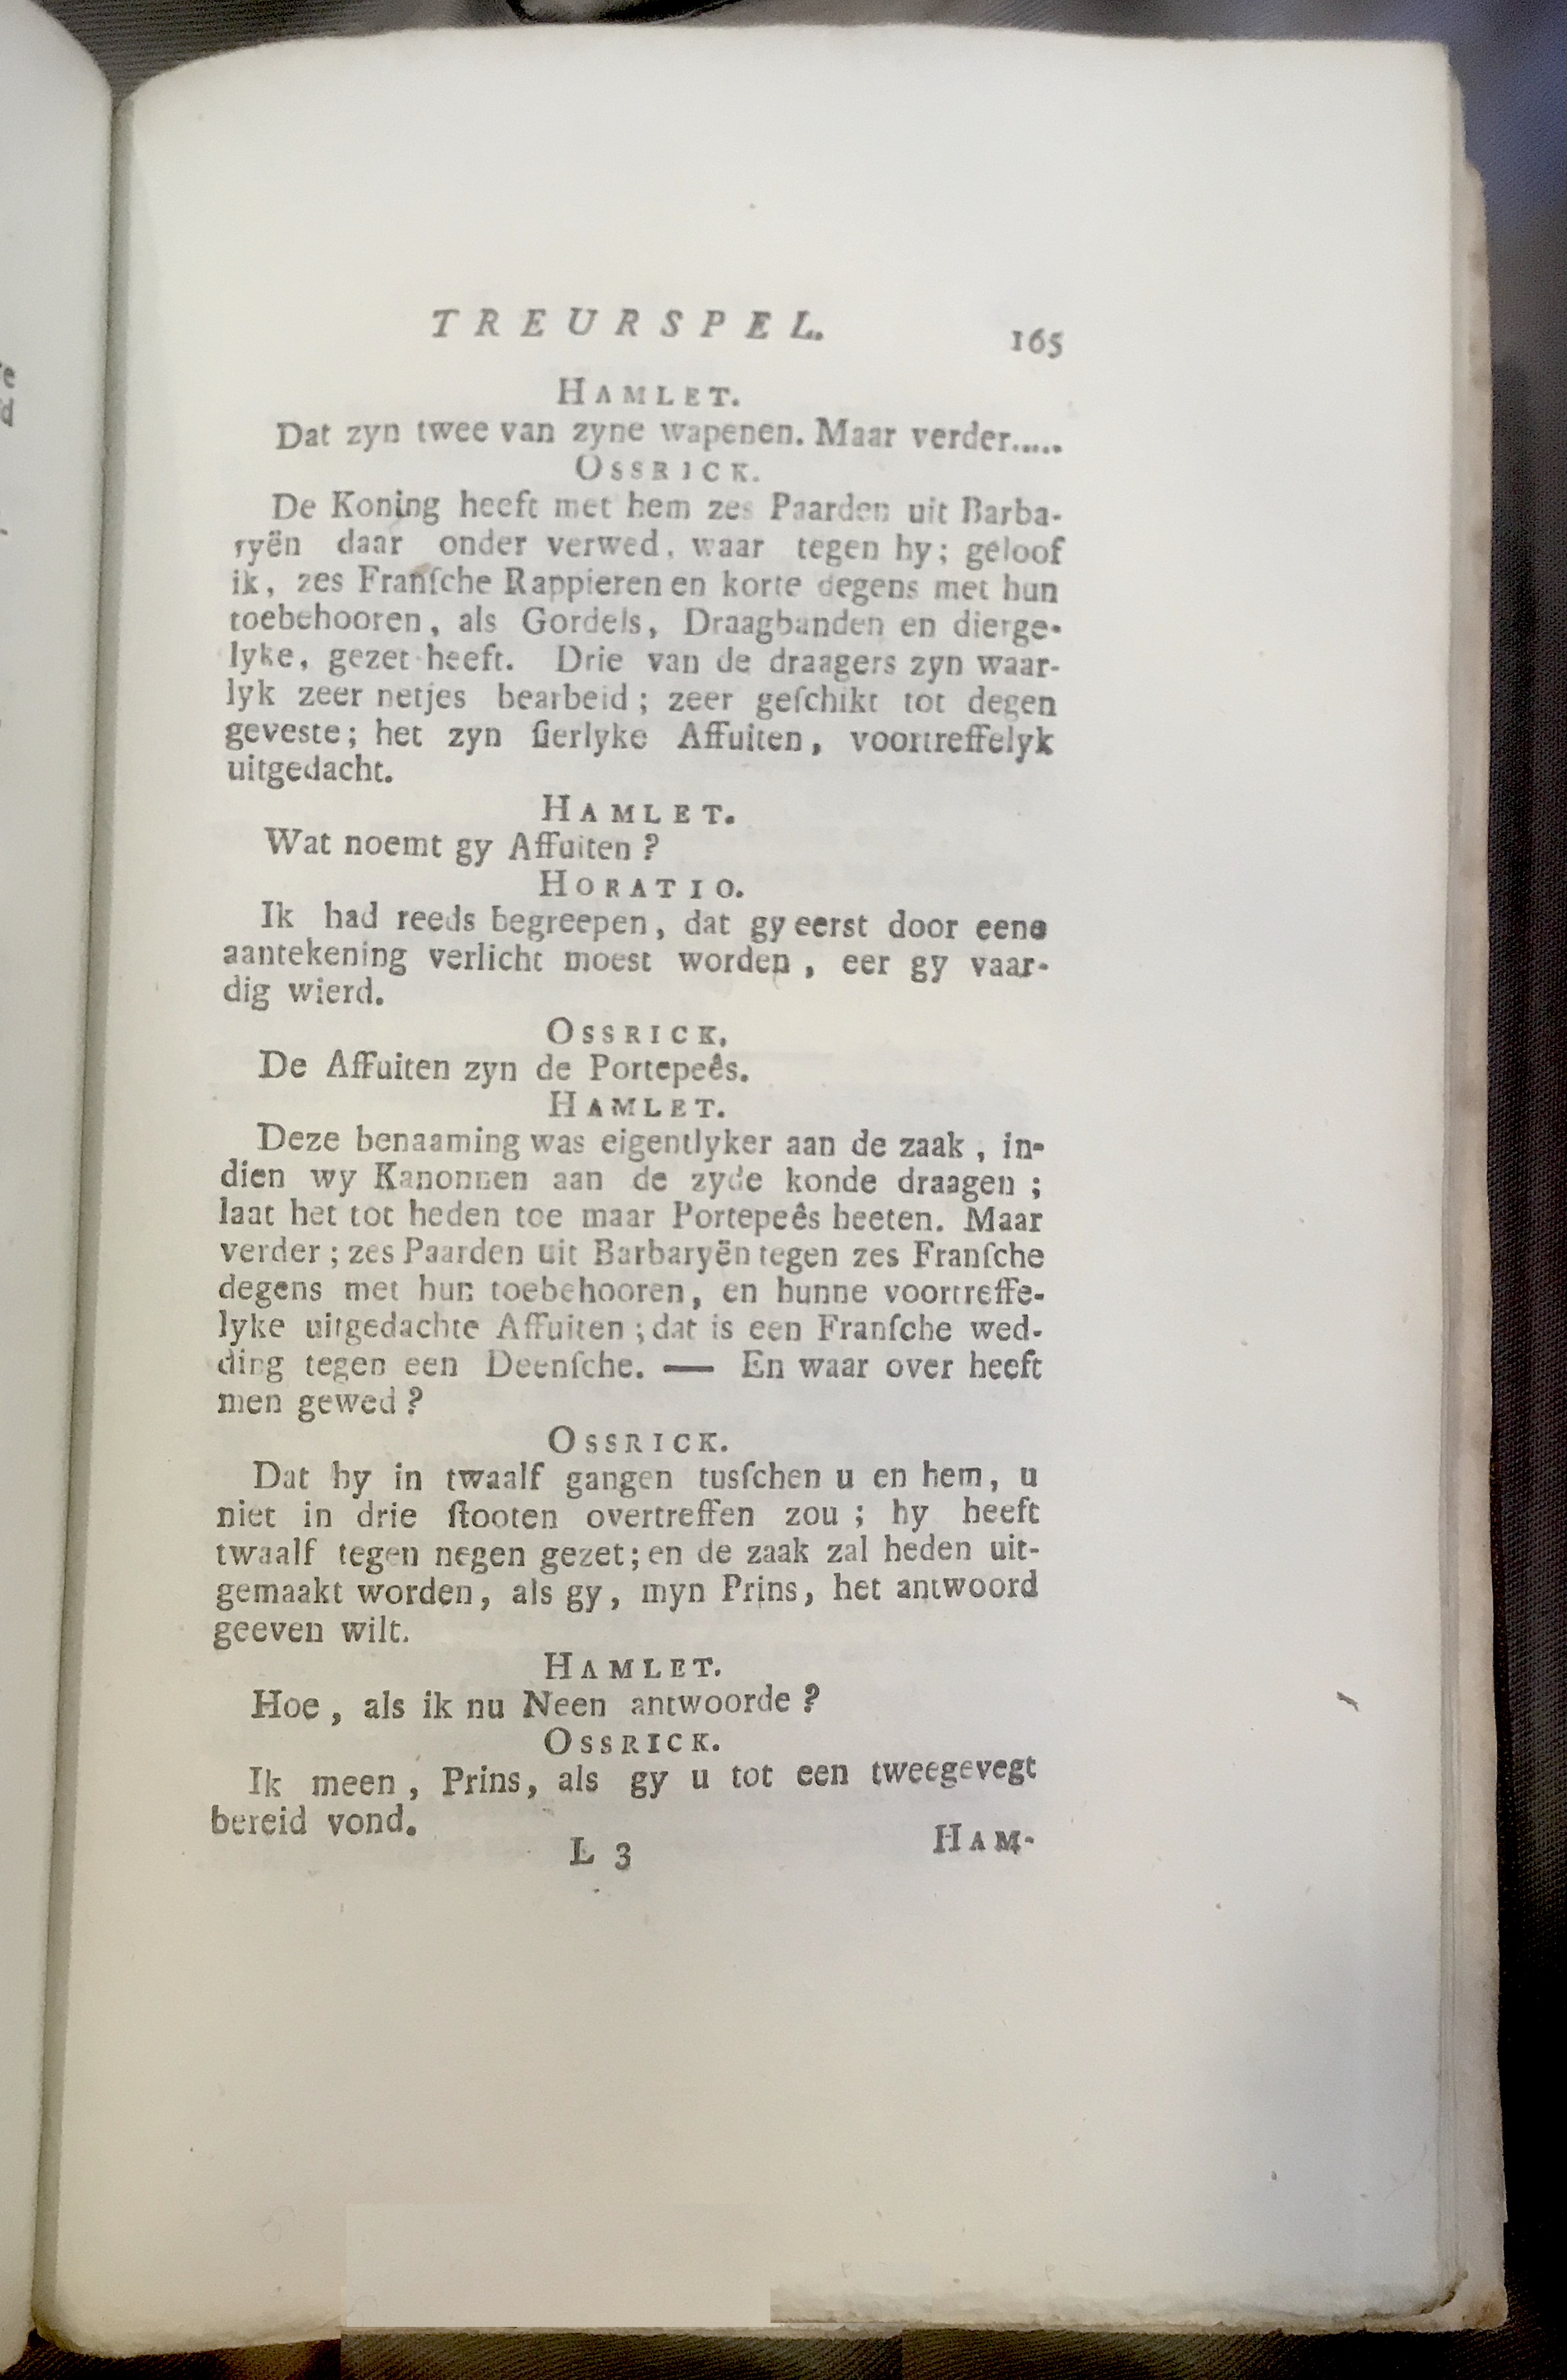 TREURSPEL. 165
HAMLET.
Dat zyn twee van zyne wapenen. Maar verder.....
OSSRICK.
De Koning heeft met hem zes Paarden uit Barba-
ryën daar onder verwed, waar tegen hy; geloof
ik, zes Franſche Rappieren en korte degens met hun
toebehooren, als Gordels, Draagbanden en dierge-
lyke, gezet heeft. Drie van de draagers zyn waar-
lyk zeer netjes bearbeid; zeer geſchikt tot degen
geveste; het zyn ſierlyke Affuiten, voortreffelyk
uitgedacht.
HAMLET.
Wat noemt gy Affuiten?
HORATIO.
Ik had reeds begreepen, dat gy eerst door eene
aantekening verlicht moest worden, eer gy vaar-
dig wierd.
OSSRICK,
De Affuiten zyn de Portepeês.
HAMLET.
Deze benaaming was eigentlyker aan de zaak, in-
dien wy Kanonnen aan de zyde konde draagen;
laat het tot heden toe maar Portepeês heeten. Maar
verder; zes Paarden uit Barbaryën tegen zes Franſche
degens met hun toebehooren, en hunne voortreffe-
lyke uitgedachte Affuiten; dat is een Franſche wed-
ding tegen een Deenſche. — En waar over heeft
men gewed?
OSSRICK.
Dat hy in twaalf gangen tusſchen u en hem, u
niet in drie ſtooten overtreffen zou; hy heeft
twaalf tegen negen gezet; en de zaak zal heden uit-
gemaakt worden, als gy, myn Prins, het antwoord
geeven wilt.
HAMLET.
Hoe, als ik nu Neen antwoorde?
OSSRICK.
Ik meen, Prins, als gy u tot een tweegevegt
bereid vond.
L 3 HAM-